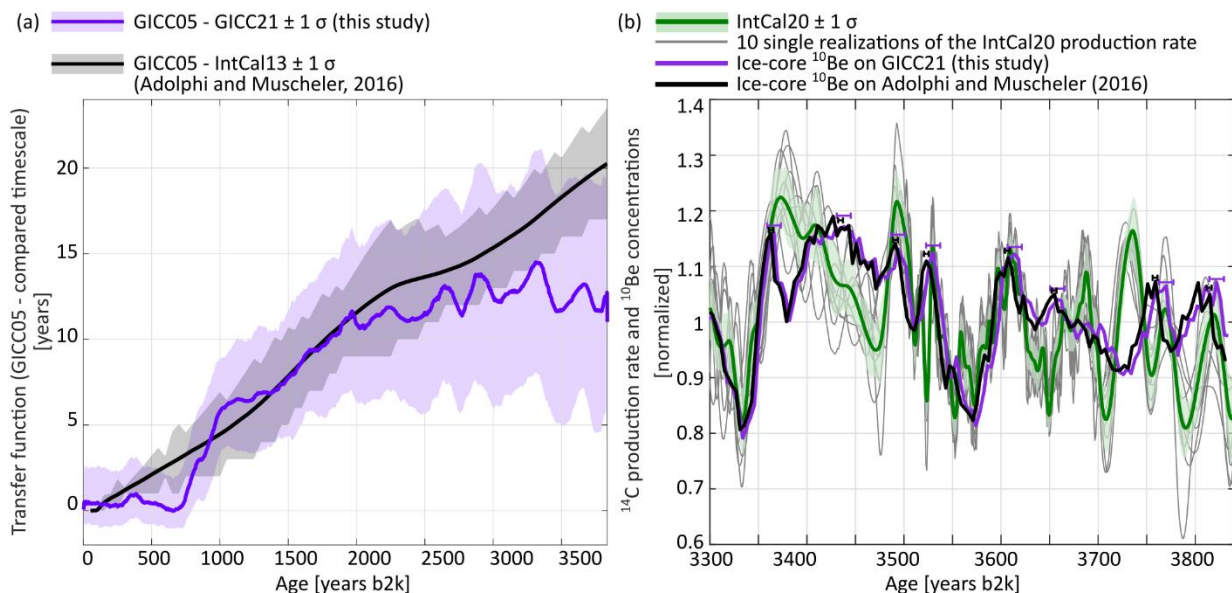 (a)
GICC05 - GICC21 ± 1 σ (this study)
GICC05 - IntCal13 ± 1 σ
(Adolphi and Muscheler, 2016)
Transfer function (GICC05 - compared timescale)
[years]
20
15
10
5
0
0 500 1000 1500 2000 2500 3000 3500
Age [years b2k]
(b)
IntCal20 ± 1 σ
10 single realizations of the IntCal20 production rate
Ice-core ¹⁰Be on GICC21 (this study)
Ice-core ¹⁰Be on Adolphi and Muscheler (2016)
¹⁴C production rate and ¹⁰Be concentrations
[normalized]
1.4
1.3
1.2
1.1
1
0.9
0.8
0.7
0.6
3300 3400 3500 3600 3700 3800
Age [years b2k]